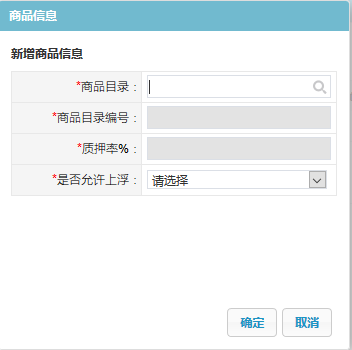 商品信息
新增商品信息
*商品目录：
*商品目录编号：
*质押率%：
*是否允许上浮： 请选择
确定 取消